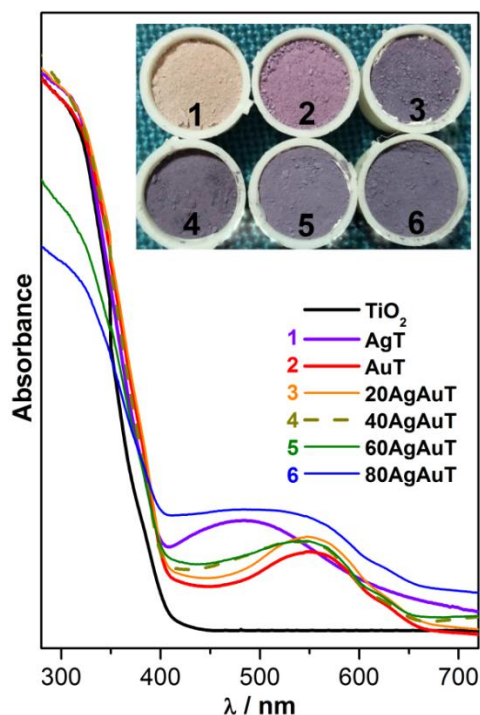 1 2 3
4 5 6
TiO₂
1 AgT
2 AuT
3 20AgAuT
4 40AgAuT
5 60AgAuT
6 80AgAuT
Absorbance
300 400 500 600 700
λ / nm